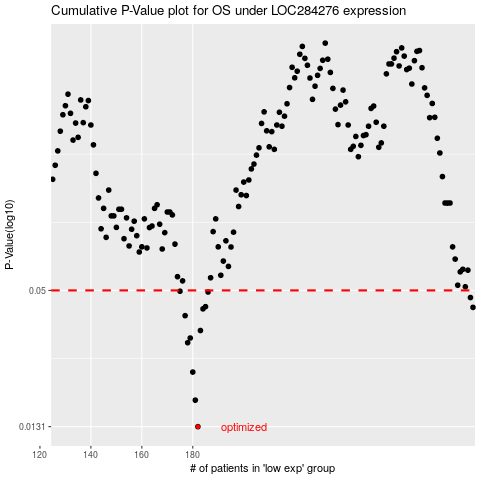 Cumulative P-Value plot for OS under LOC284276 expression
P-Value(log10)
0.05
0.0131
optimized
120 140 160 180
# of patients in 'low exp' group